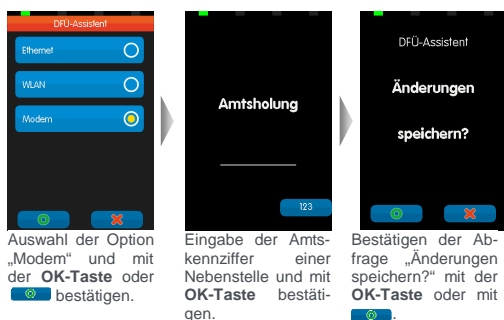 DFÜ-Assistent
Ethernet
WLAN
Modem
Auswahl der Option
„Modem" und mit
der OK-Taste oder
bestätigen.
Amtsholung
123
Eingabe der Amts-
kennziffer einer
Nebenstelle und mit
OK-Taste bestäti-
gen.
DFÜ-Assistent
Änderungen
speichern?
Bestätigen der Ab-
frage „Änderungen
speichern?" mit der
OK-Taste oder mit
.